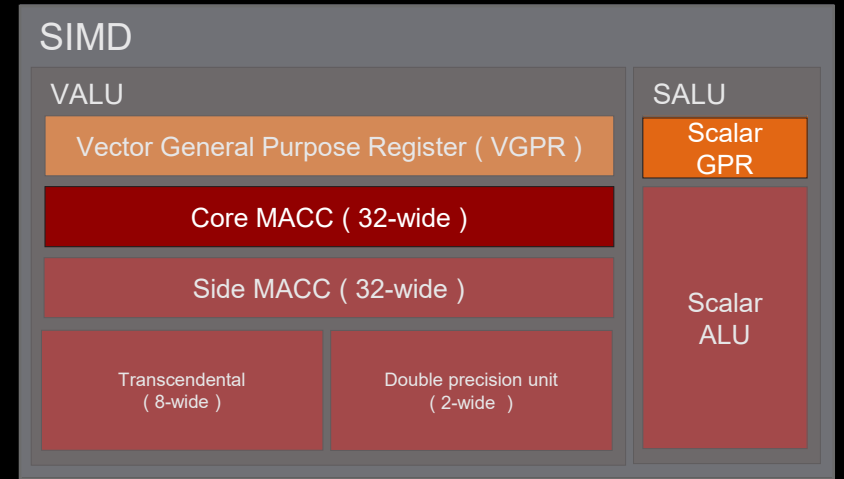 SIMD
VALU
Vector General Purpose Register ( VGPR )
Core MACC ( 32-wide )
Side MACC ( 32-wide )
Transcendental
( 8-wide )
Double precision unit
( 2-wide )
SALU
Scalar
GPR
Scalar
ALU